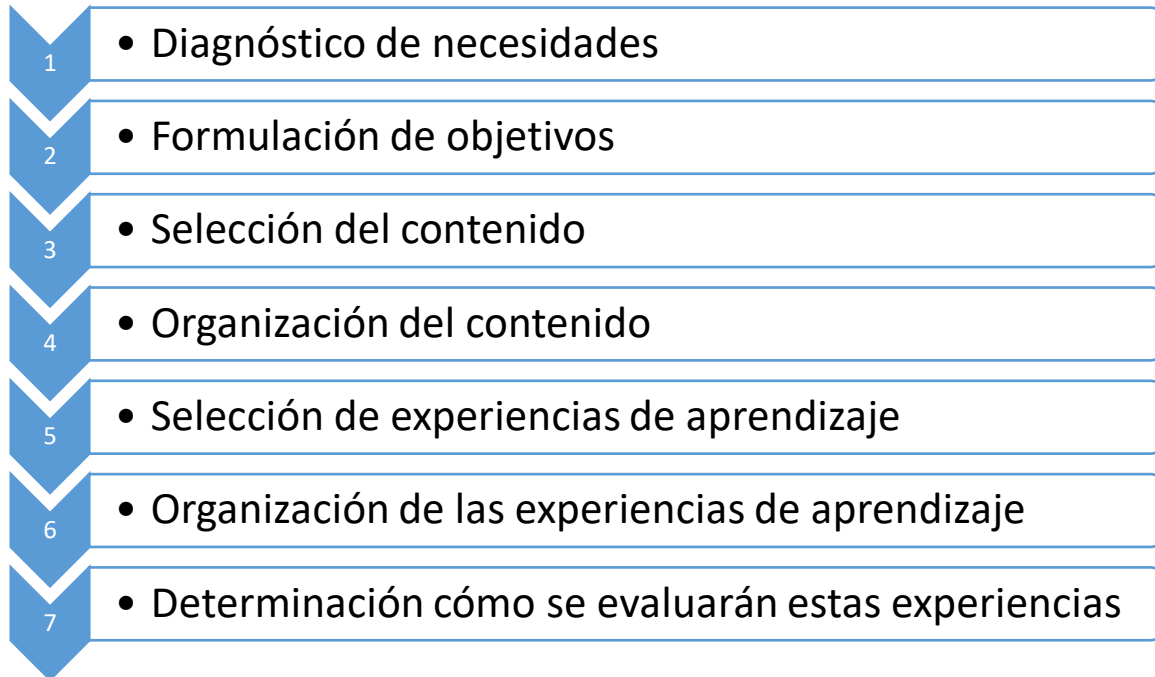 1
• Diagnóstico de necesidades
2
• Formulación de objetivos
3
• Selección del contenido
4
• Organización del contenido
5
• Selección de experiencias de aprendizaje
6
• Organización de las experiencias de aprendizaje
7
• Determinación cómo se evaluarán estas experiencias